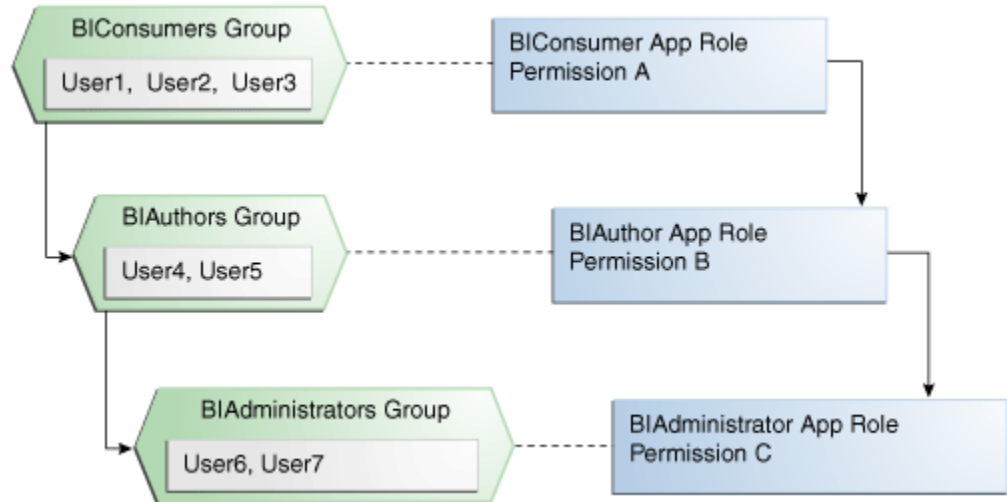 BIConsumers Group
User1, User2, User3
BIConsumer App Role
Permission A
BIAuthors Group
User4, User5
BIAuthor App Role
Permission B
BIAdministrators Group
User6, User7
BIAdministrator App Role
Permission C